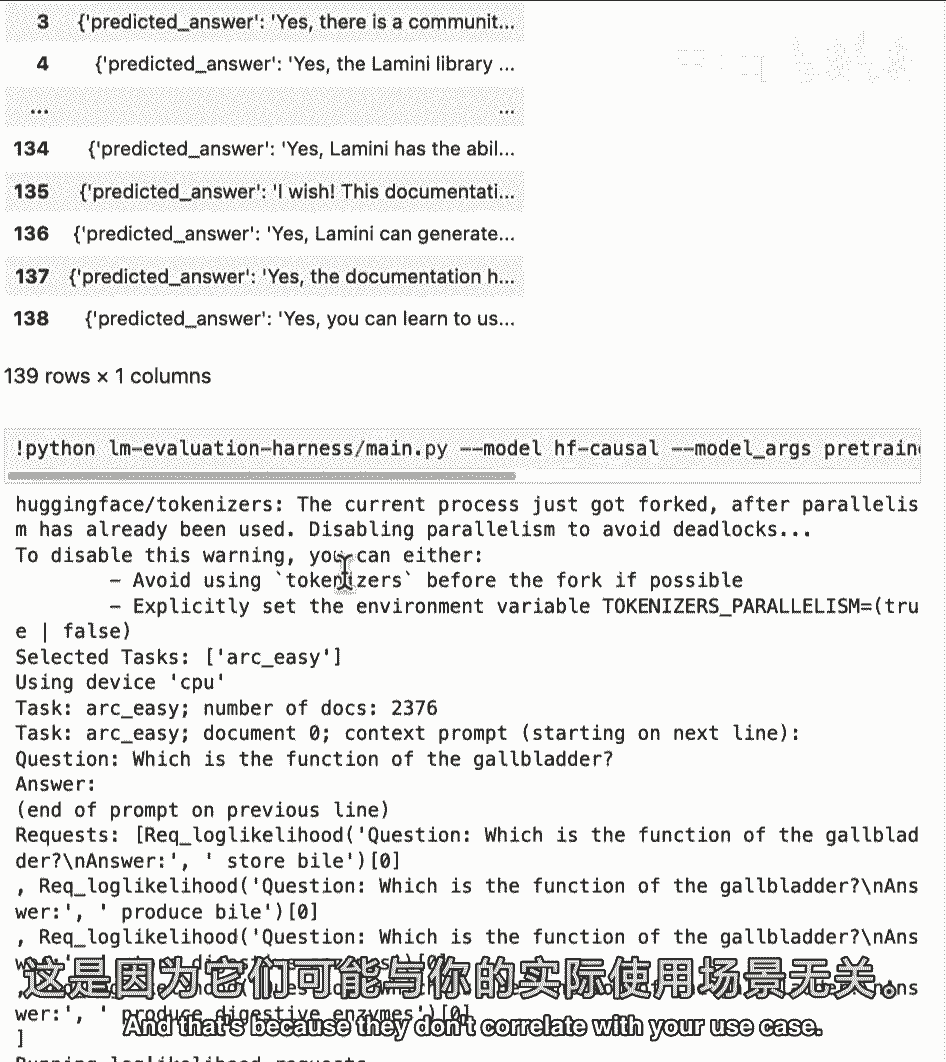 3 {'predicted_answer': 'Yes, there is a communit...
4 {'predicted_answer': 'Yes, the Lamini library ...
... ...
134 {'predicted_answer': 'Yes, Lamini has the abil...
135 {'predicted_answer': 'I wish! This documentati...
136 {'predicted_answer': 'Yes, Lamini can generate...
137 {'predicted_answer': 'Yes, the documentation h...
138 {'predicted_answer': 'Yes, you can learn to us...
139 rows × 1 columns
!python lm-evaluation-harness/main.py --model hf-causal --model_args pretrain
huggingface/tokenizers: The current process just got forked, after parallelis
m has already been used. Disabling parallelism to avoid deadlocks...
To disable this warning, you can either:
- Avoid using `tokenizers` before the fork if possible
- Explicitly set the environment variable TOKENIZERS_PARALLELISM=(tru
e | false)
Selected Tasks: ['arc_easy']
Using device 'cpu'
Task: arc_easy; number of docs: 2376
Task: arc_easy; document 0; context prompt (starting on next line):
Question: Which is the function of the gallbladder?
Answer:
(end of prompt on previous line)
Requests: [Req_loglikelihood('Question: Which is the function of the gallblad
der?\nAnswer:', ' store bile')[0]
, Req_loglikelihood('Question: Which is the function of the gallbladder?\nAns
wer:', ' produce bile')[0]
, Req_loglikelihood('Question: Which is the function of the gallbladder?\nAns
这是因为它们可能与你的实际使用场景无关。
wer:', ' produce digestive enzymes')[0]
And that's because they don't correlate with your use case.
]